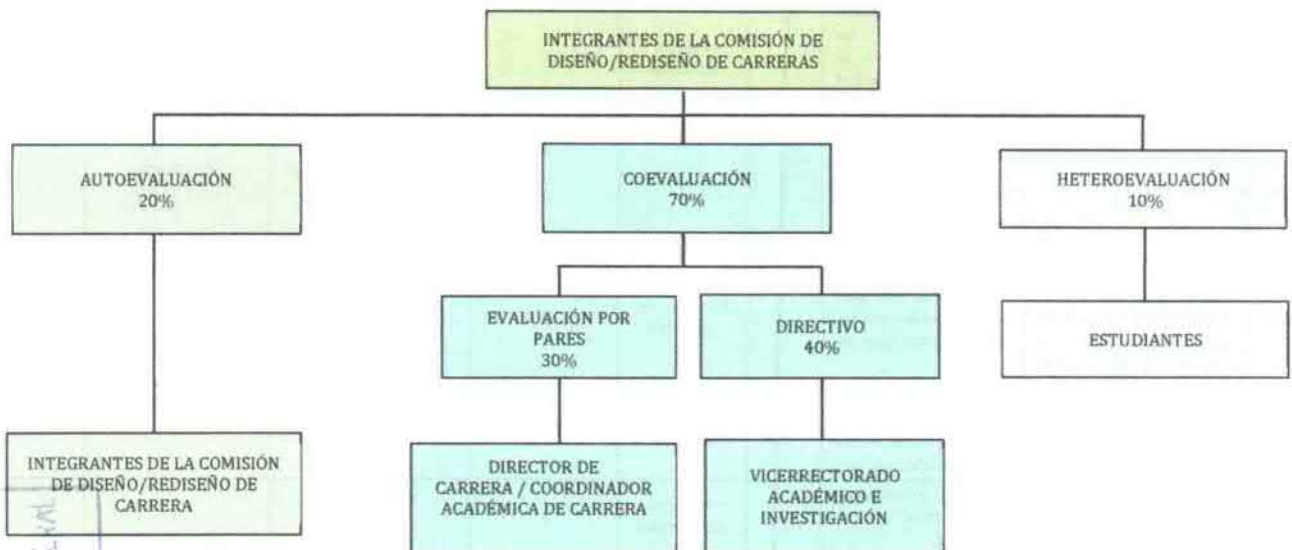 INTEGRANTES DE LA COMISIÓN DE
DISEÑO/REDISEÑO DE CARRERAS
AUTOEVALUACIÓN
20%
COEVALUACIÓN
70%
HETEROEVALUACIÓN
10%
EVALUACIÓN POR
PARES
30%
DIRECTIVO
40%
ESTUDIANTES
INTEGRANTES DE LA COMISIÓN
DE DISEÑO/REDISEÑO DE
CARRERA
DIRECTOR DE
CARRERA / COORDINADOR
ACADÉMICA DE CARRERA
VICERRECTORADO
ACADÉMICO E
INVESTIGACIÓN